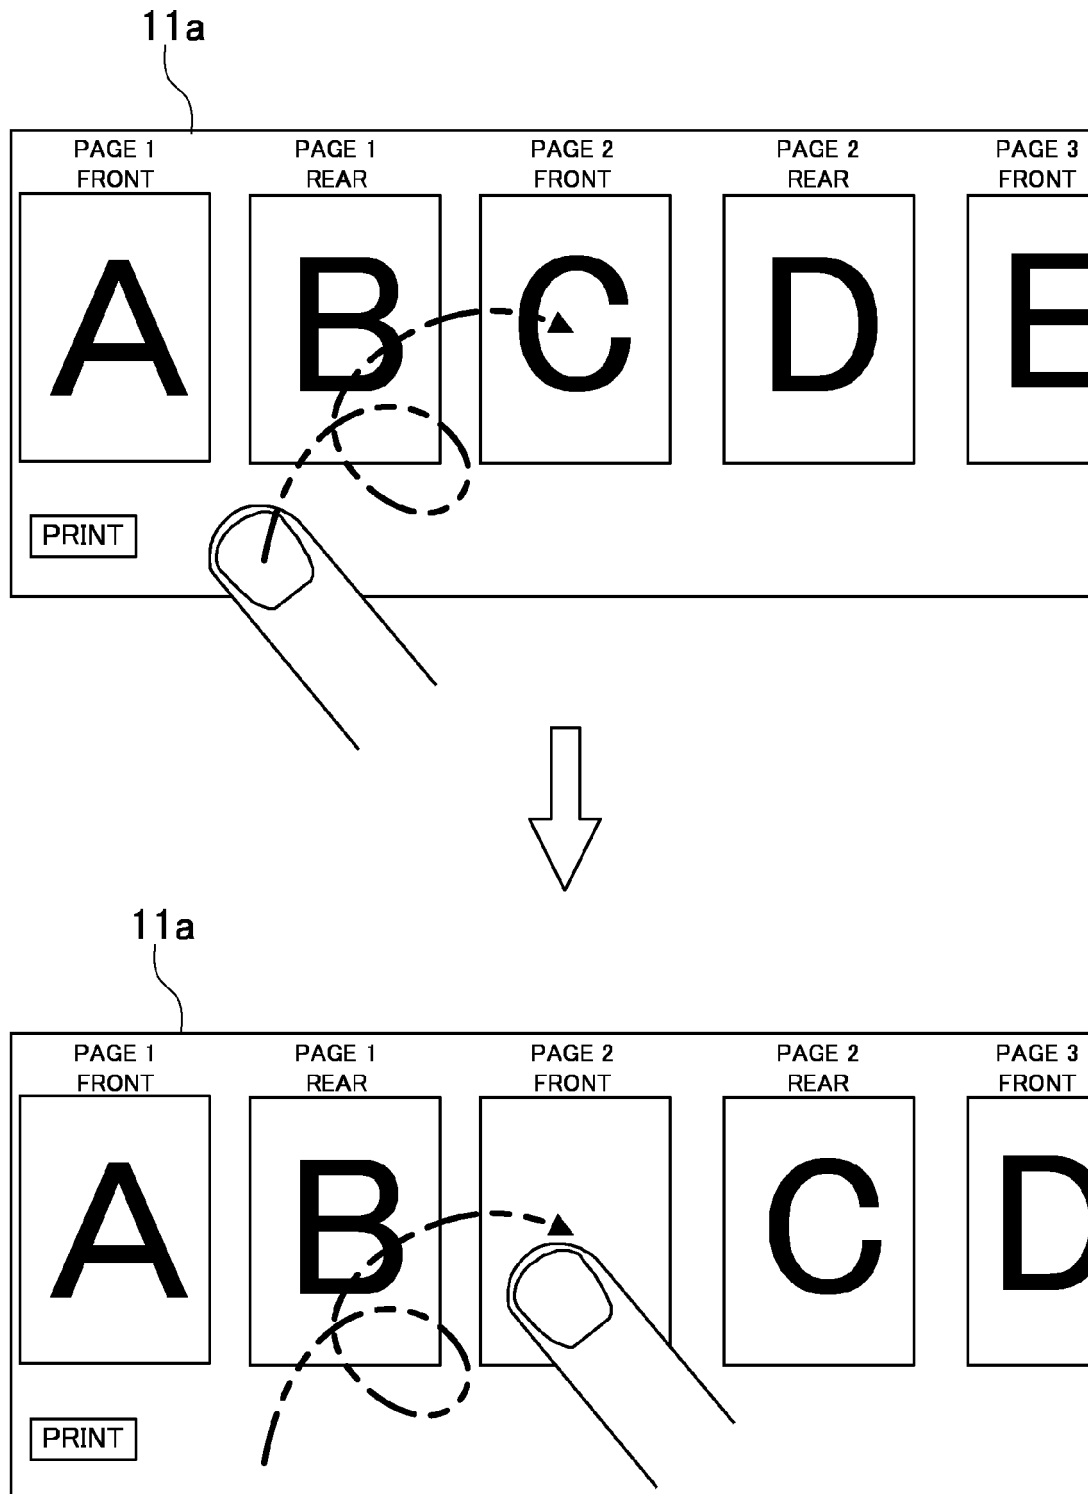 11a
PAGE 1 PAGE 1 PAGE 2 PAGE 2 PAGE 3
FRONT REAR FRONT REAR FRONT
A B C D E
PRINT
11a
PAGE 1 PAGE 1 PAGE 2 PAGE 2 PAGE 3
FRONT REAR FRONT REAR FRONT
A B C D
PRINT